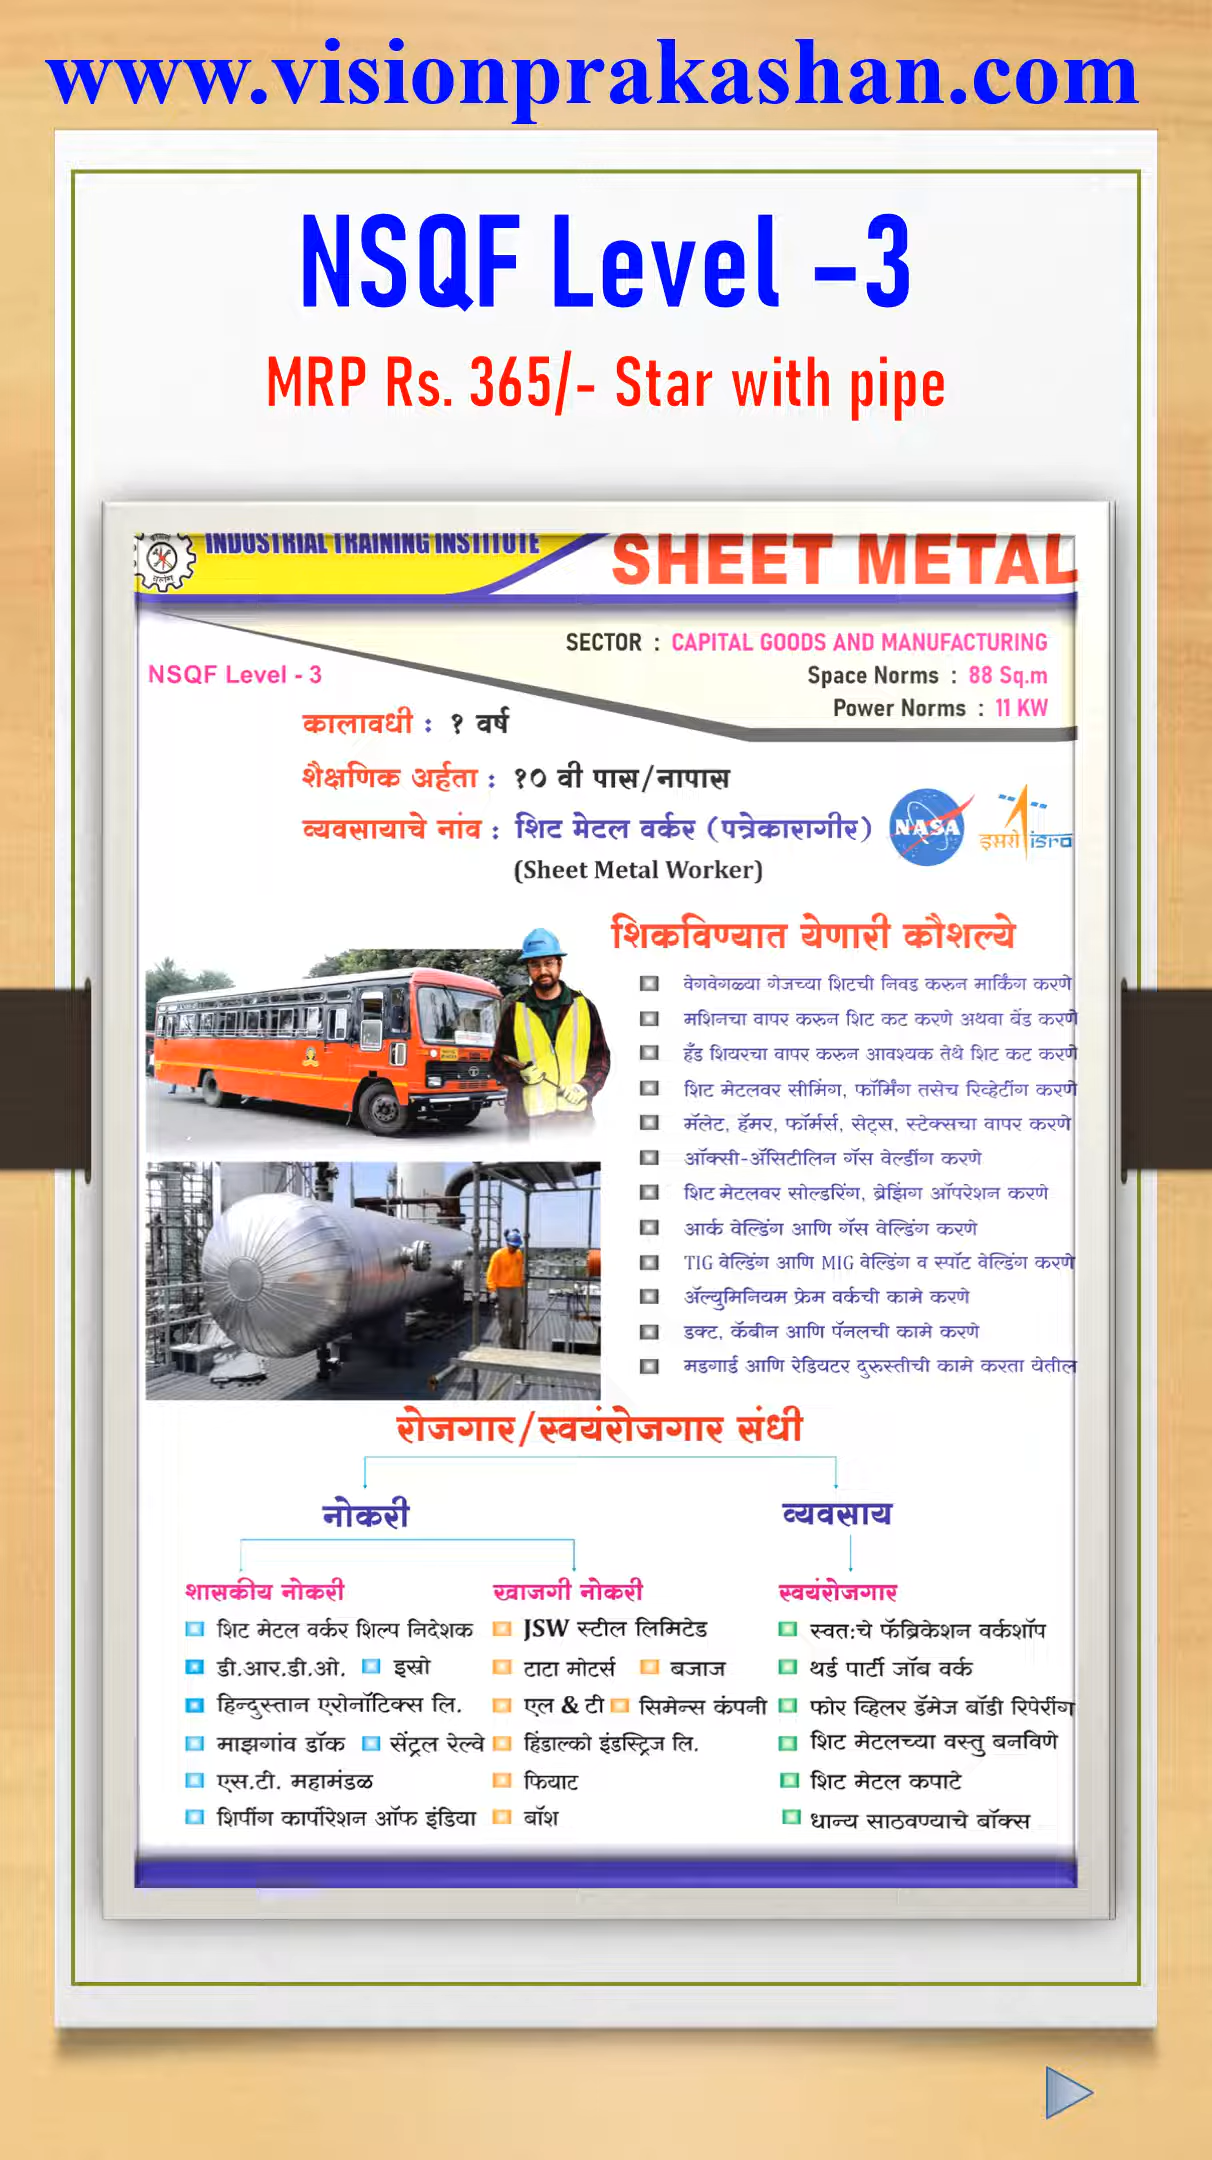 www.visionprakashan.com
NSQF Level -3
MRP Rs. 365/- Star with pipe
INDUSTRIAL TRAINING INSTITUTE
SHEET METAL
SECTOR : CAPITAL GOODS AND MANUFACTURING
NSQF Level - 3
Space Norms : 88 Sq.m
Power Norms : 11 KW
कालावधी : १ वर्ष
शैक्षणिक अर्हता : १० वी पास/नापास
व्यवसायाचे नांव : शिट मेटल वर्कर (पत्रेकारागीर)
(Sheet Metal Worker)
NASA
इसरो isro
शिकविण्यात येणारी कौशल्ये
वेगवेगळ्या गेजच्या शिटची निवड करून मार्किंग करणे
मशिनचा वापर करून शिट कट करणे अथवा बेंड करणे
हँड शियरचा वापर करून आवश्यक तेथे शिट कट करणे
शिट मेटलवर सीमिंग, फॉर्मिंग तसेच रिव्हेटींग करणे
मॅलेट, हॅमर, फॉर्मर्स, सेट्स, स्टेक्सचा वापर करणे
ऑक्सी-ॲसिटीलिन गॅस वेल्डींग करणे
शिट मेटलवर सोल्डरिंग, ब्रेझिंग ऑपरेशन करणे
आर्क वेल्डिंग आणि गॅस वेल्डिंग करणे
TIG वेल्डिंग आणि MIG वेल्डिंग व स्पॉट वेल्डिंग करणे
ॲल्युमिनियम फ्रेम वर्कची कामे करणे
डक्ट, कॅबीन आणि पॅनलची कामे करणे
मडगार्ड आणि रेडियटर दुरुस्तीची कामे करता येतील
रोजगार/स्वयंरोजगार संधी
नोकरी
व्यवसाय
शासकीय नोकरी
शिट मेटल वर्कर शिल्प निदेशक
डी.आर.डी.ओ. इस्रो
हिन्दुस्तान एरोनॉटिक्स लि.
माझगांव डॉक सेंट्रल रेल्वे
एस.टी. महामंडळ
शिपींग कार्पोरेशन ऑफ इंडिया
खाजगी नोकरी
JSW स्टील लिमिटेड
टाटा मोटर्स बजाज
एल & टी सिमेन्स कंपनी
हिंडाल्को इंडस्ट्रिज लि.
फियाट
बॉश
स्वयंरोजगार
स्वत:चे फॅब्रिकेशन वर्कशॉप
थर्ड पार्टी जॉब वर्क
फोर व्हिलर डॅमेज बॉडी रिपेरींग
शिट मेटलच्या वस्तु बनविणे
शिट मेटल कपाटे
धान्य साठवण्याचे बॉक्स